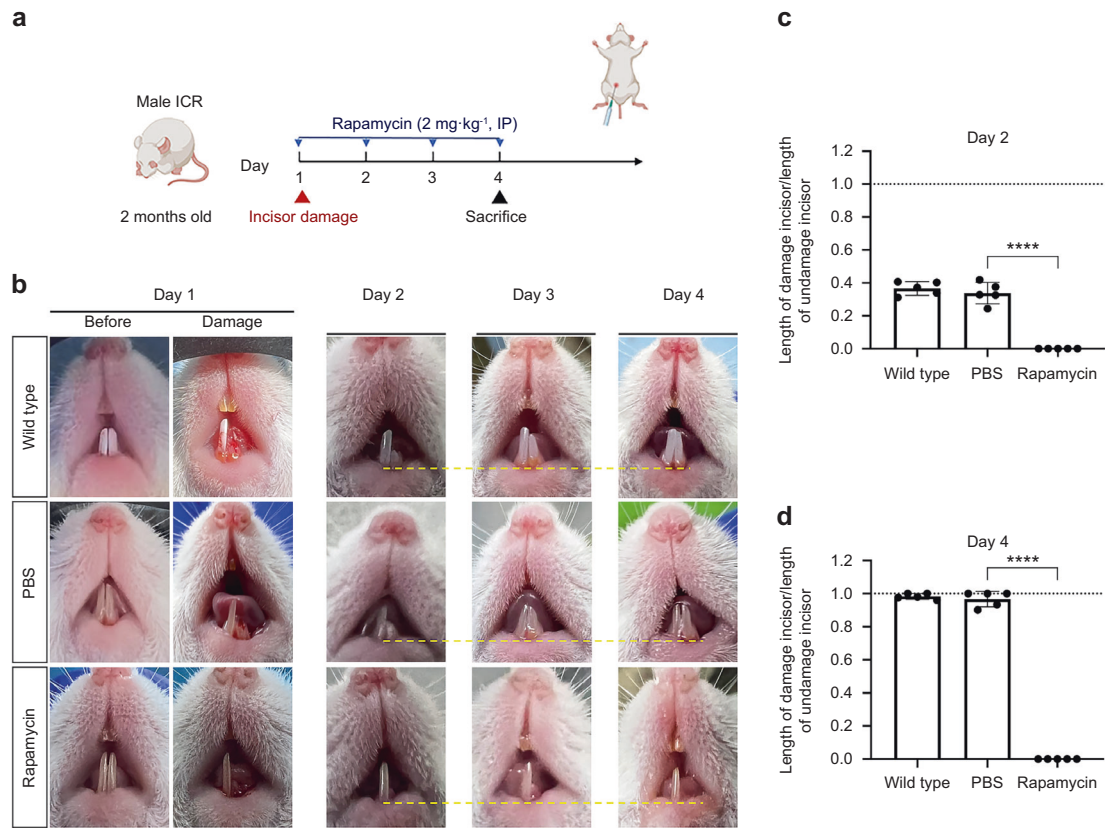 a
Male ICR
2 months old
Rapamycin (2 mg·kg⁻¹, IP)
Day
1 2 3 4
Incisor damage
Sacrifice
b
Day 1 Day 2 Day 3 Day 4
Before Damage
Wild type
PBS
Rapamycin
c
Day 2
Length of damage incisor/length
of undamage incisor
1.2
1.0
0.8
0.6
0.4
0.2
0.0
****
Wild type PBS Rapamycin
d
Day 4
Length of damage incisor/length
of undamage incisor
1.2
1.0
0.8
0.6
0.4
0.2
0.0
****
Wild type PBS Rapamycin